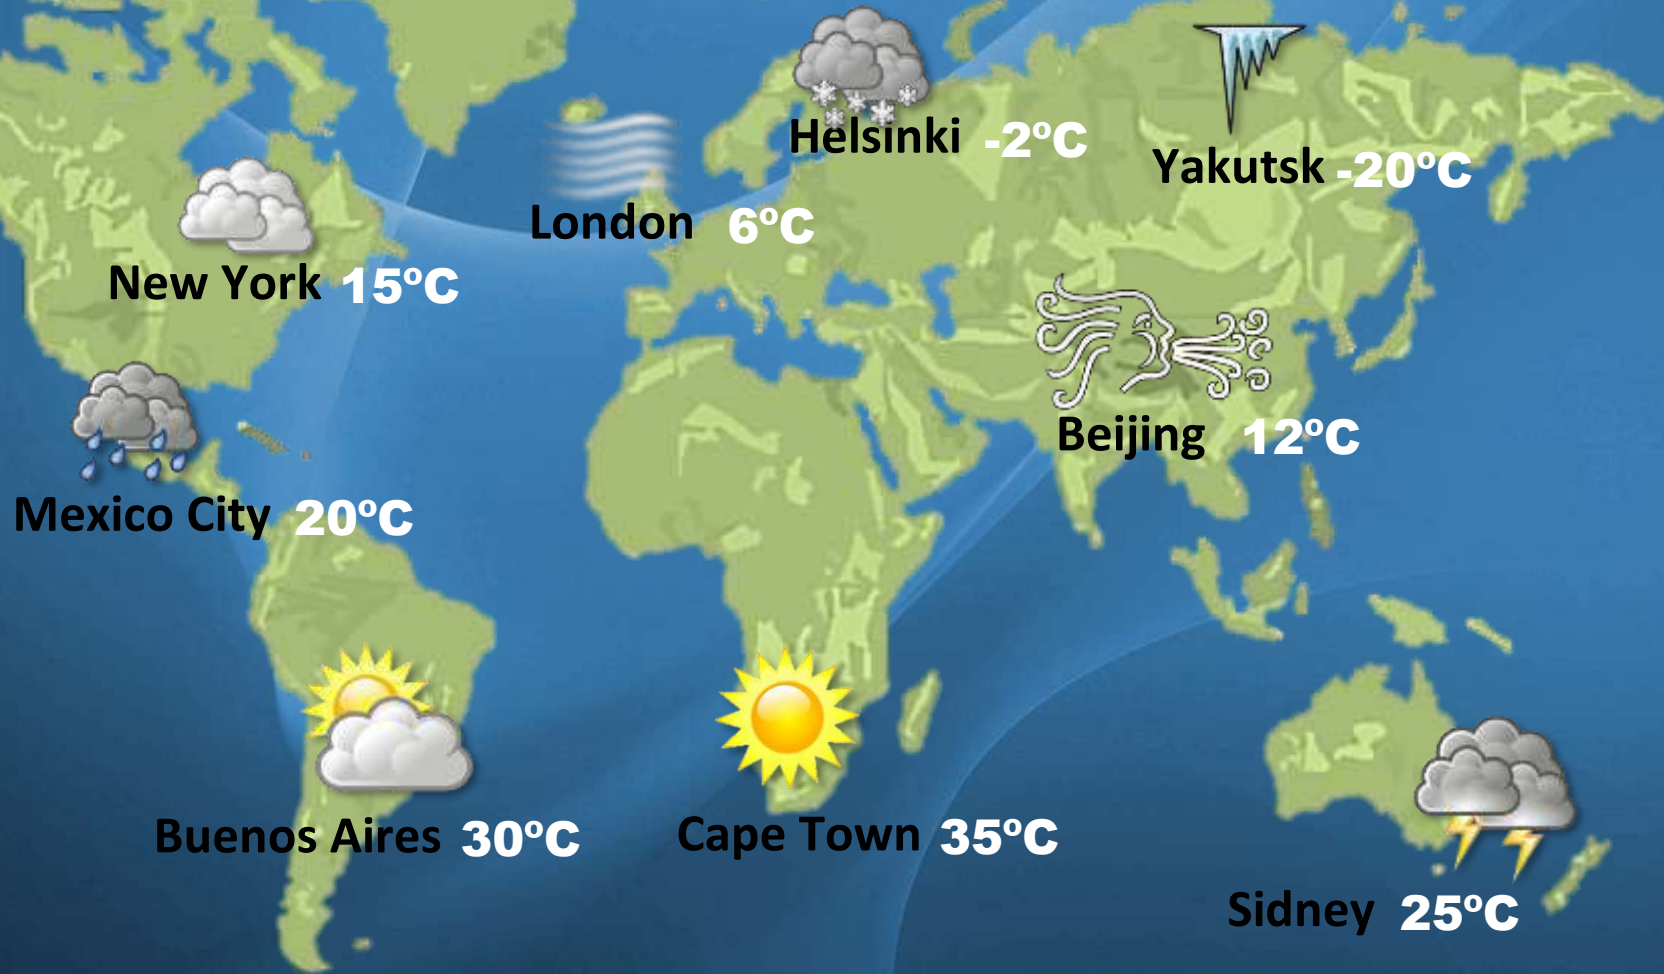 Helsinki -2ºC
Yakutsk -20ºC
London 6ºC
New York 15ºC
Beijing 12ºC
Mexico City 20ºC
Buenos Aires 30ºC
Cape Town 35ºC
Sidney 25ºC